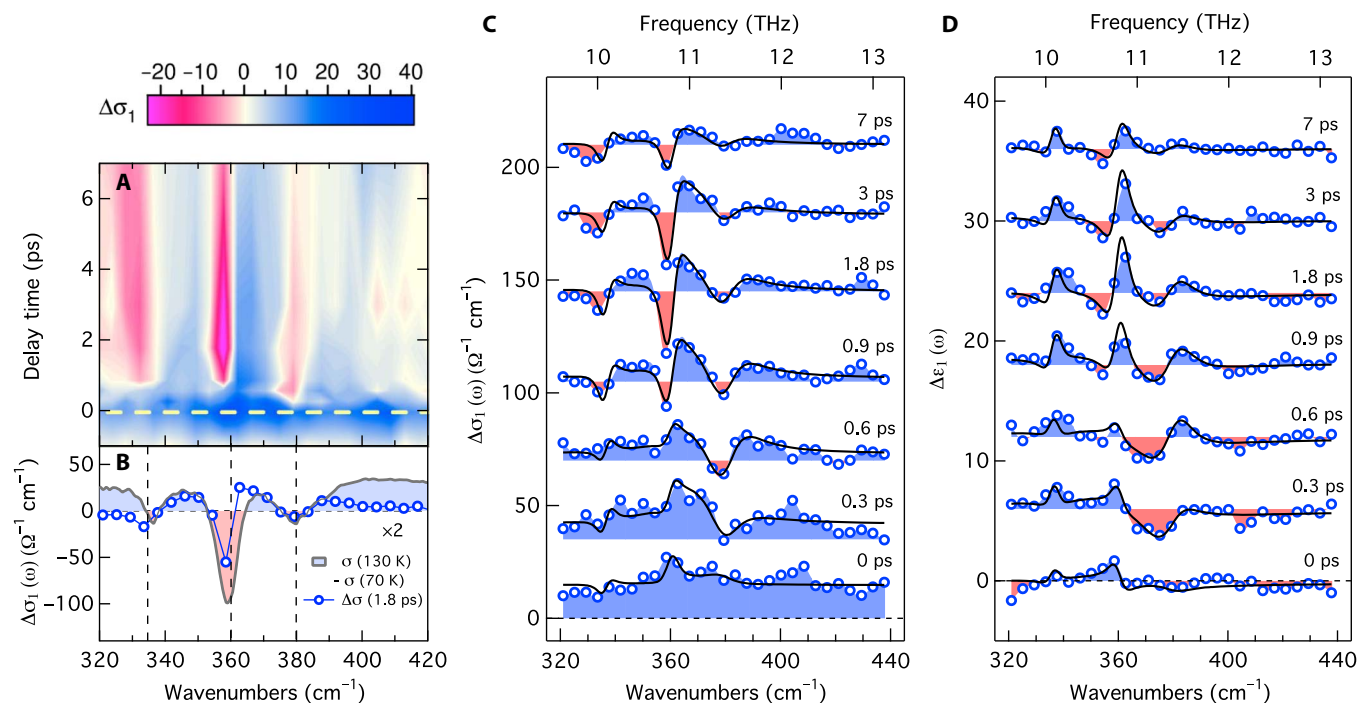 −20 −10 0 10 20 30 40
Δσ₁
A
Delay time (ps)
6
4
2
0
B
Δσ₁ (ω) (Ω⁻¹ cm⁻¹)
50
0
−50
−100
×2
σ (130 K)
- σ (70 K)
Δσ (1.8 ps)
320 340 360 380 400 420
Wavenumbers (cm⁻¹)
C
Frequency (THz)
10 11 12 13
Δσ₁ (ω) (Ω⁻¹ cm⁻¹)
200
150
100
50
0
7 ps
3 ps
1.8 ps
0.9 ps
0.6 ps
0.3 ps
0 ps
320 360 400 440
Wavenumbers (cm⁻¹)
D
Frequency (THz)
10 11 12 13
Δε₁ (ω)
40
30
20
10
0
7 ps
3 ps
1.8 ps
0.9 ps
0.6 ps
0.3 ps
0 ps
320 360 400 440
Wavenumbers (cm⁻¹)